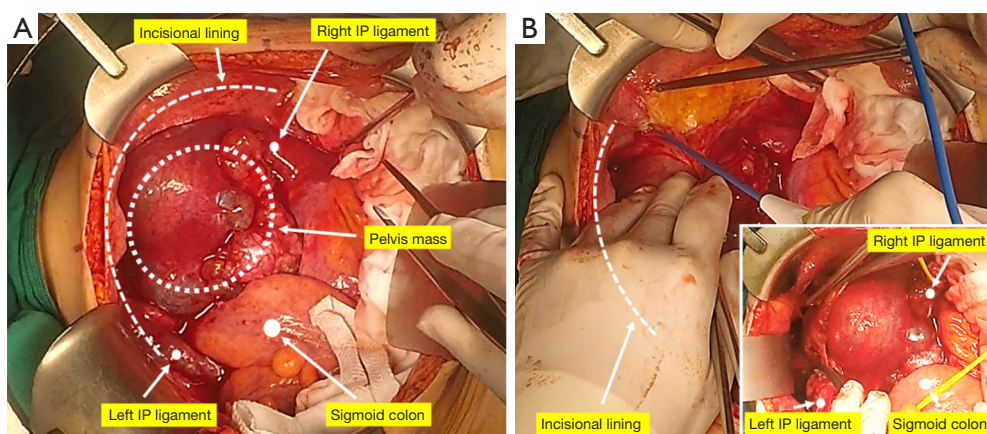 A
Incisional lining
Right IP ligament
Pelvis mass
Left IP ligament
Sigmoid colon
B
Right IP ligament
Incisional lining
Left IP ligament
Sigmoid colon